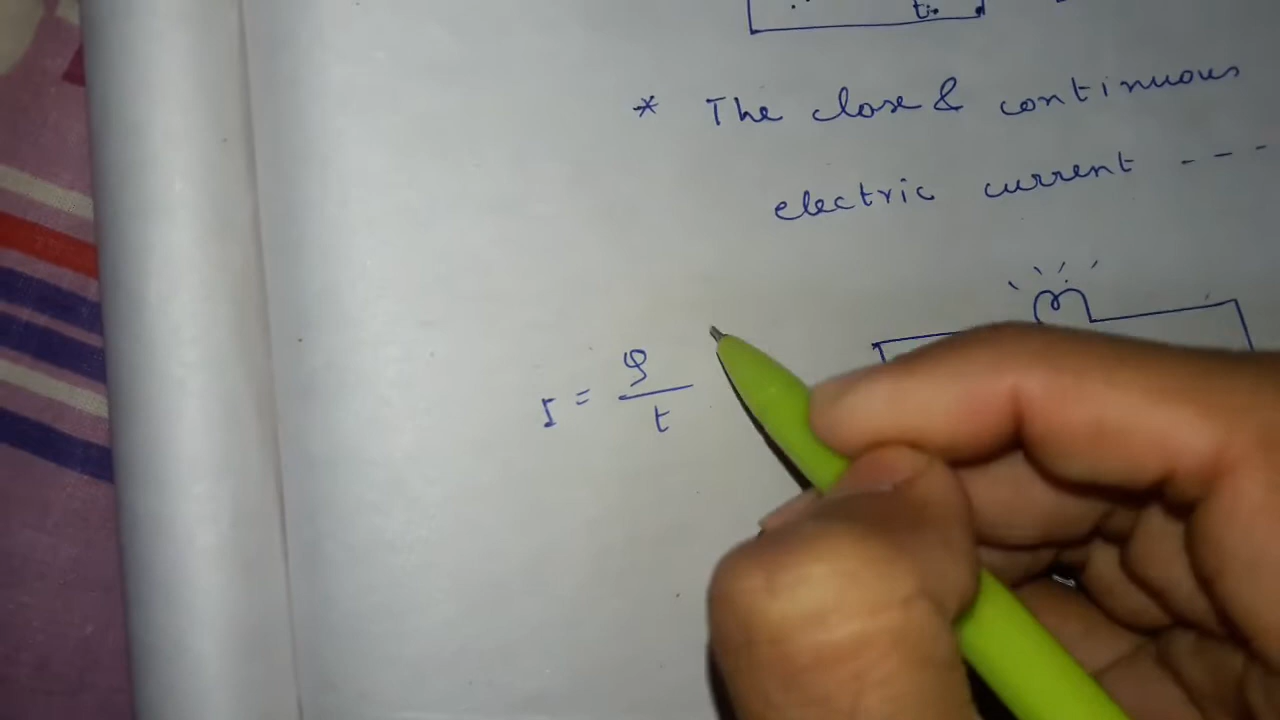 * The close & continuous
electric current ---
I = Q / t